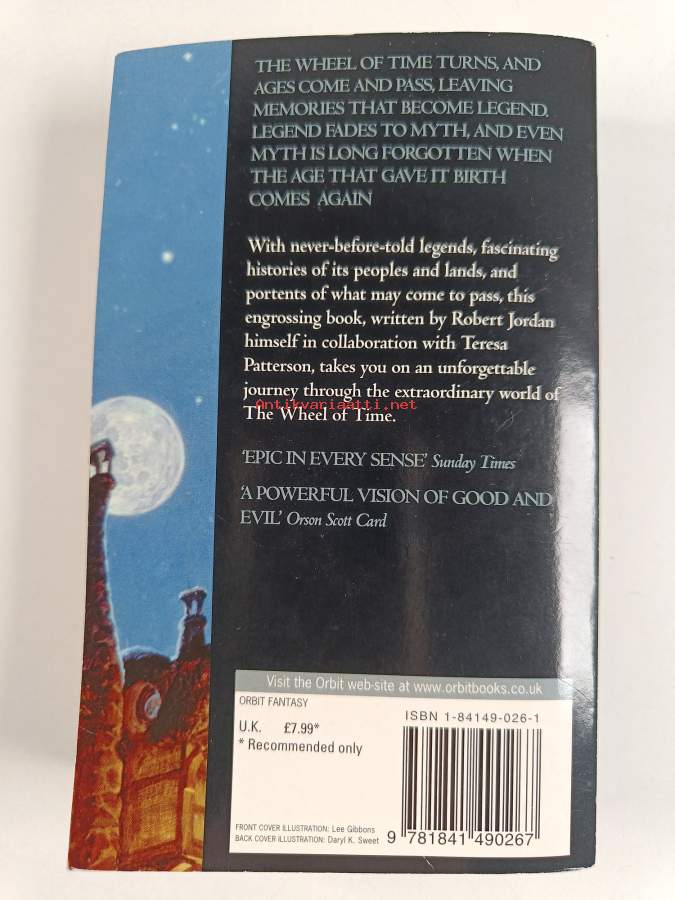 THE WHEEL OF TIME TURNS, AND
AGES COME AND PASS, LEAVING
MEMORIES THAT BECOME LEGEND.
LEGEND FADES TO MYTH, AND EVEN
MYTH IS LONG FORGOTTEN WHEN
THE AGE THAT GAVE IT BIRTH
COMES AGAIN
With never-before-told legends, fascinating
histories of its peoples and lands, and
portents of what may come to pass, this
engrossing book, written by Robert Jordan
himself in collaboration with Teresa
Patterson, takes you on an unforgettable
journey through the extraordinary world of
Antikvariaatti.net
The Wheel of Time.
‘EPIC IN EVERY SENSE’ Sunday Times
‘A POWERFUL VISION OF GOOD AND
EVIL’ Orson Scott Card
Visit the Orbit web-site at www.orbitbooks.co.uk
ORBIT FANTASY
U.K. £7.99*
* Recommended only
ISBN 1-84149-026-1
FRONT COVER ILLUSTRATION: Lee Gibbons
BACK COVER ILLUSTRATION: Daryl K. Sweet
9 781841 490267